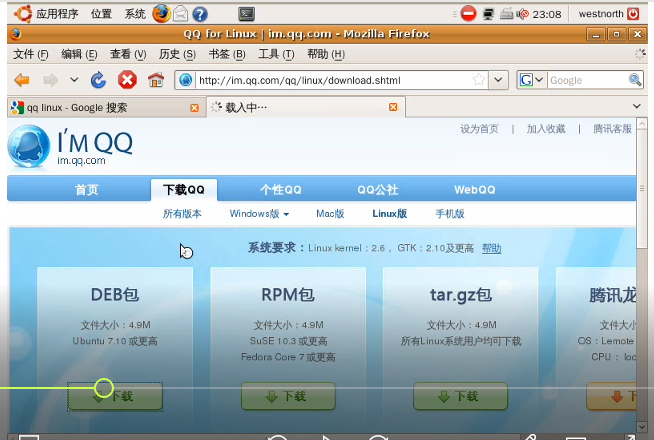 应用程序 位置 系统 23:08 westnorth
QQ for Linux | im.qq.com - Mozilla Firefox
文件 (F) 编辑 (E) 查看 (V) 历史 (S) 书签 (B) 工具 (T) 帮助 (H)
http://im.qq.com/qq/linux/download.shtml G Google
qq linux - Google 搜索 载入中…
设为首页 | 加入收藏 | 腾讯客服
I'M QQ
im.qq.com
首页 下载QQ 个性QQ QQ公社 WebQQ
所有版本 Windows版 Mac版 Linux版 手机版
系统要求：Linux kernel：2.6， GTK：2.10及更高 帮助
DEB包 RPM包 tar.gz包 腾讯龙
文件大小：4.9M 文件大小：4.9M 文件大小：4.9M 文件大
Ubuntu 7.10 或更高 SuSE 10.3 或更高 所有Linux系统用户均可下载 OS：Lemote
Fedora Core 7 或更高 CPU： loo
下载 下载 下载 下